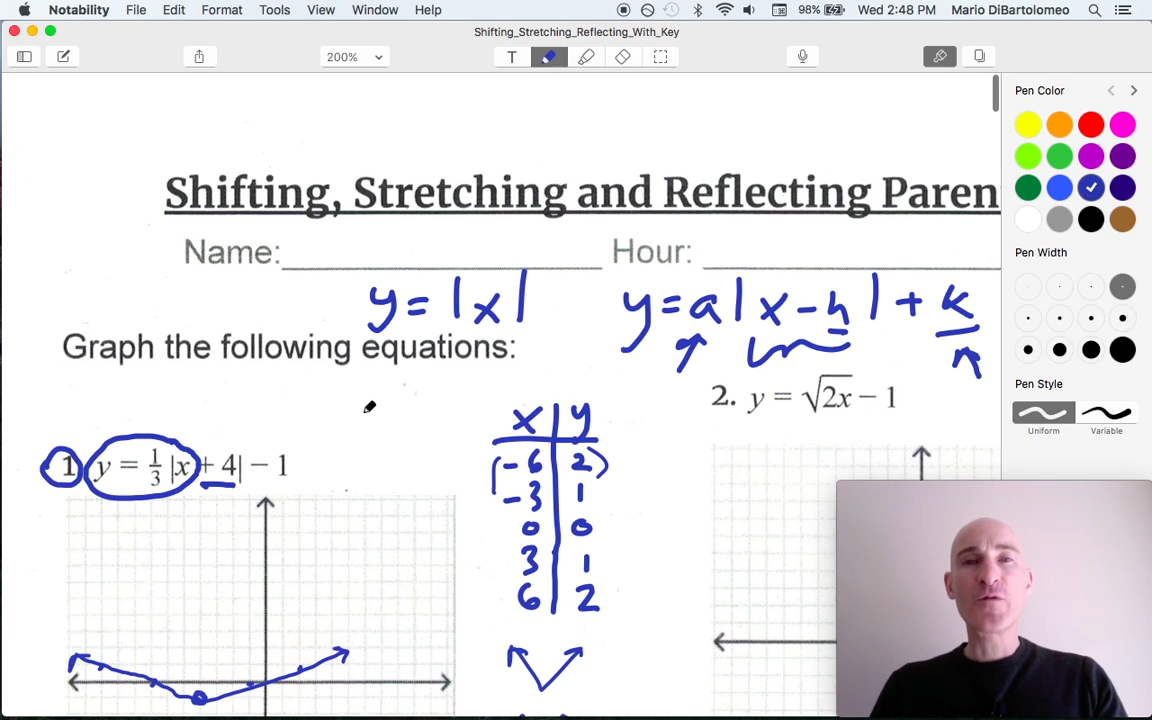 Notability File Edit Format Tools View Window Help 98% Wed 2:48 PM Mario DiBartolomeo
Shifting_Stretching_Reflecting_With_Key
200%
T
Pen Color
Shifting, Stretching and Reflecting Paren
Name: Hour:
y = |x| y = a|x - h| + k
Graph the following equations:
2. y = √2x − 1
x | y
1 y = 1/3 |x + 4| − 1
(-6 | 2)
-3 | 1
0 | 0
3 | 1
6 | 2
Pen Width
Pen Style
Uniform Variable